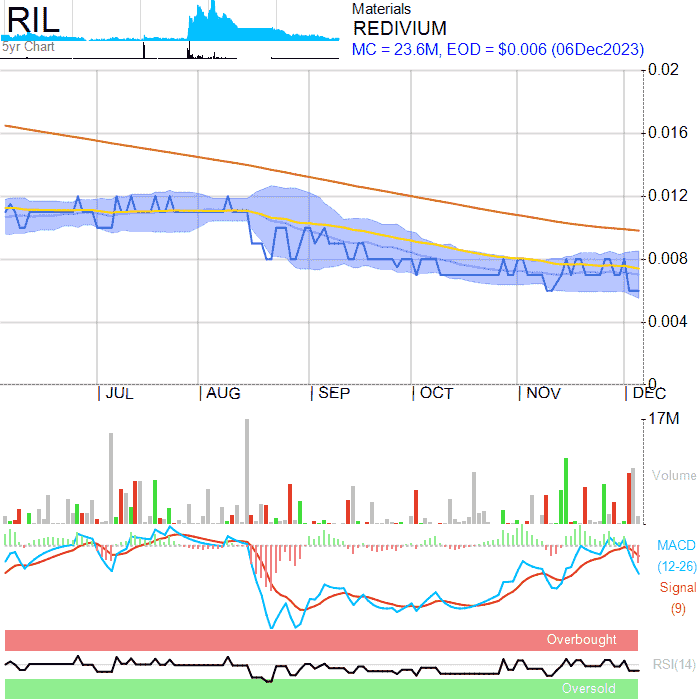 RIL
5yr Chart
Materials
REDIVIUM
MC = 23.6M, EOD = $0.006 (06Dec2023)
0.02
0.016
0.012
0.008
0.004
0
JUL
AUG
SEP
OCT
NOV
DEC
17M
Volume
MACD
(12-26)
Signal
(9)
Overbought
RSI(14)
Oversold